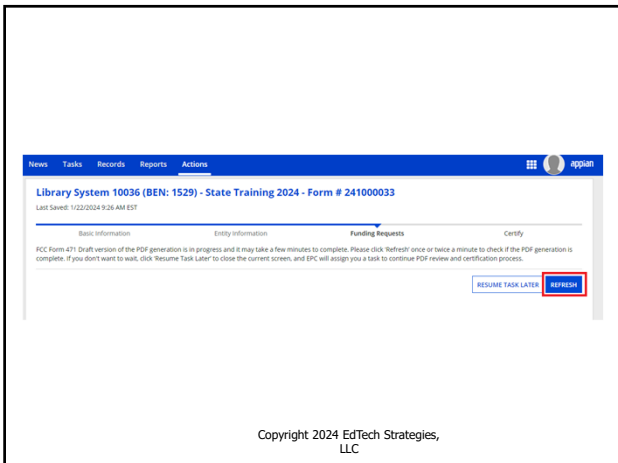 News Tasks Records Reports Actions appian
Library System 10036 (BEN: 1529) - State Training 2024 - Form # 241000033
Last Saved: 1/22/2024 9:26 AM EST
Basic Information Entity Information Funding Requests Certify
FCC Form 471 Draft version of the PDF generation is in progress and it may take a few minutes to complete. Please click 'Refresh' once or twice a minute to check if the PDF generation is
complete. If you don't want to wait, click 'Resume Task Later' to close the current screen, and EPC will assign you a task to continue PDF review and certification process.
RESUME TASK LATER REFRESH
Copyright 2024 EdTech Strategies,
LLC